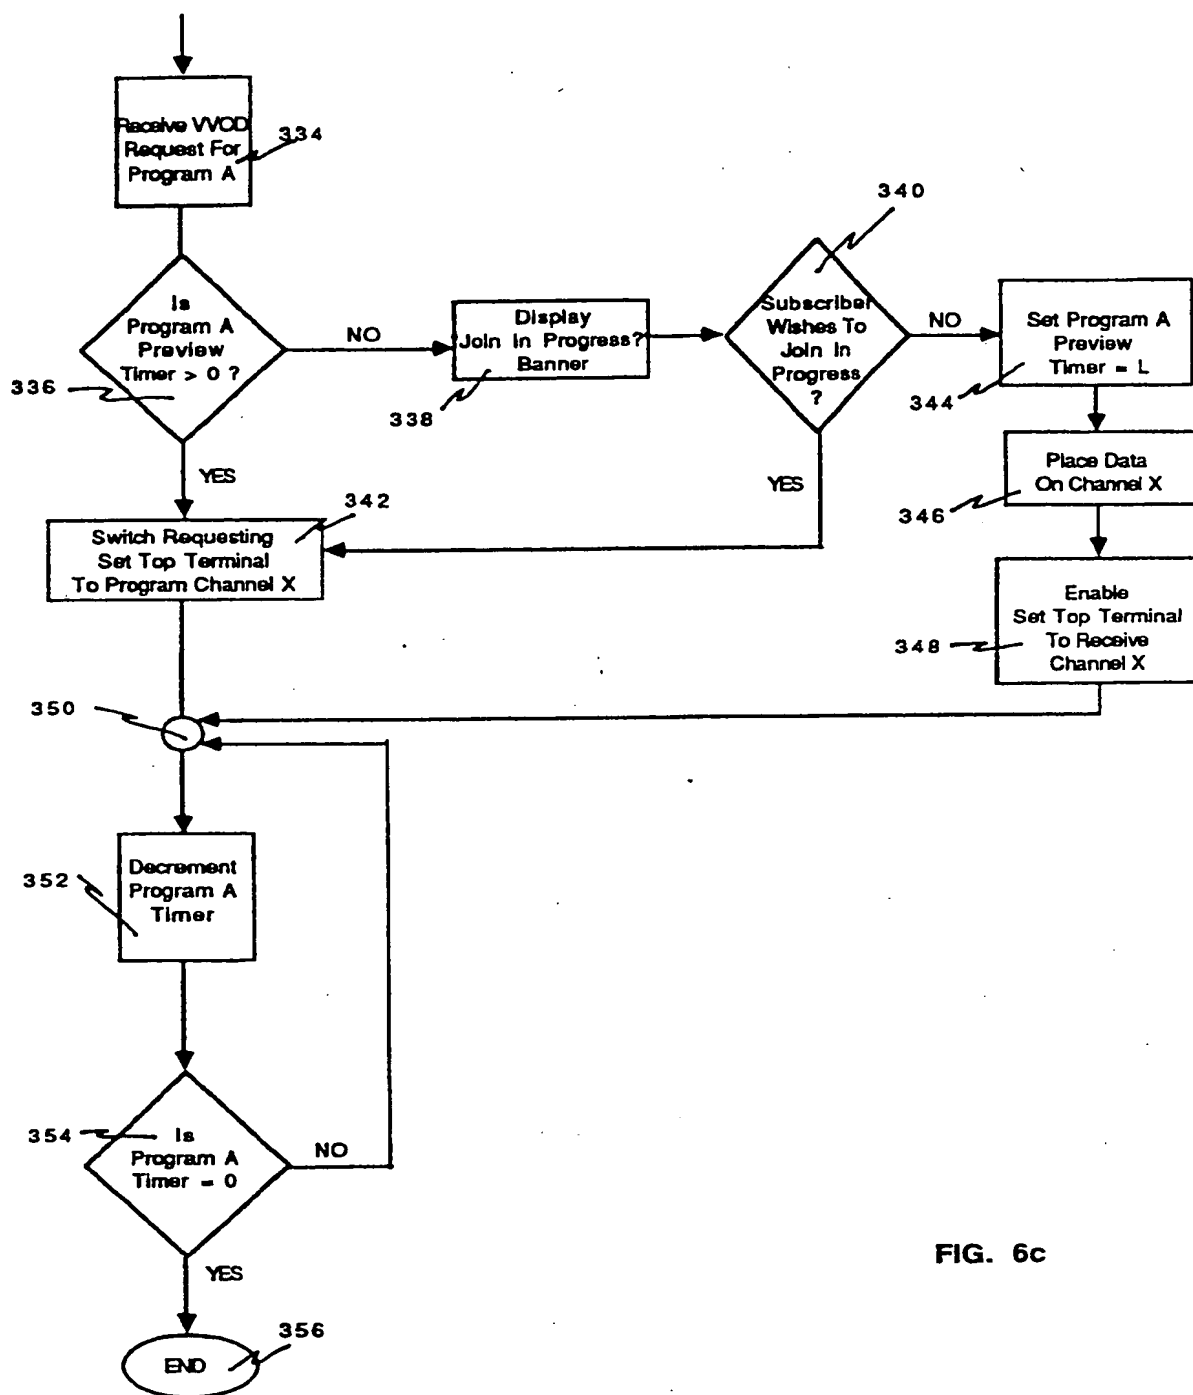 Receive VVOD
Request For
Program A
334
Is
Program A
Preview
Timer > 0 ?
336
NO
YES
Display
Join In Progress?
Banner
338
340
Subscriber
Wishes To
Join In
Progress
?
NO
YES
Set Program A
Preview
Timer = L
344
Place Data
On Channel X
346
Enable
Set Top Terminal
To Receive
Channel X
348
342
Switch Requesting
Set Top Terminal
To Program Channel X
350
Decrement
Program A
Timer
352
354
Is
Program A
Timer = 0
NO
YES
END
356
FIG. 6c